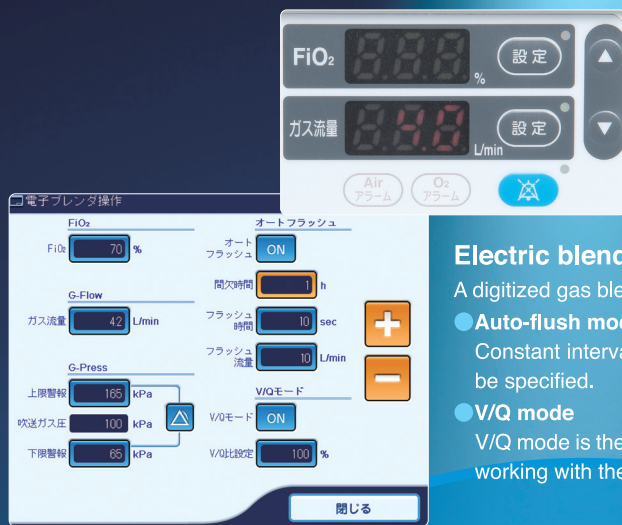 FiO₂
%
設定
ガス流量
4.0
L/min
設定
Air
アラーム
O₂
アラーム
電子ブレンダ操作
FiO₂
FiO₂ 70 %
G-Flow
ガス流量 4.2 L/min
G-Press
上限警報 165 kPa
吹送ガス圧 100 kPa
下限警報 65 kPa
オートフラッシュ
オート
フラッシュ ON
間欠時間 1 h
フラッシュ
時間 10 sec
フラッシュ
流量 10 L/min
V/Qモード
V/Qモード ON
V/Q比設定 100 %
閉じる
Electric blend
A digitized gas ble
Auto-flush mod
Constant interva
be specified.
V/Q mode
V/Q mode is the
working with the